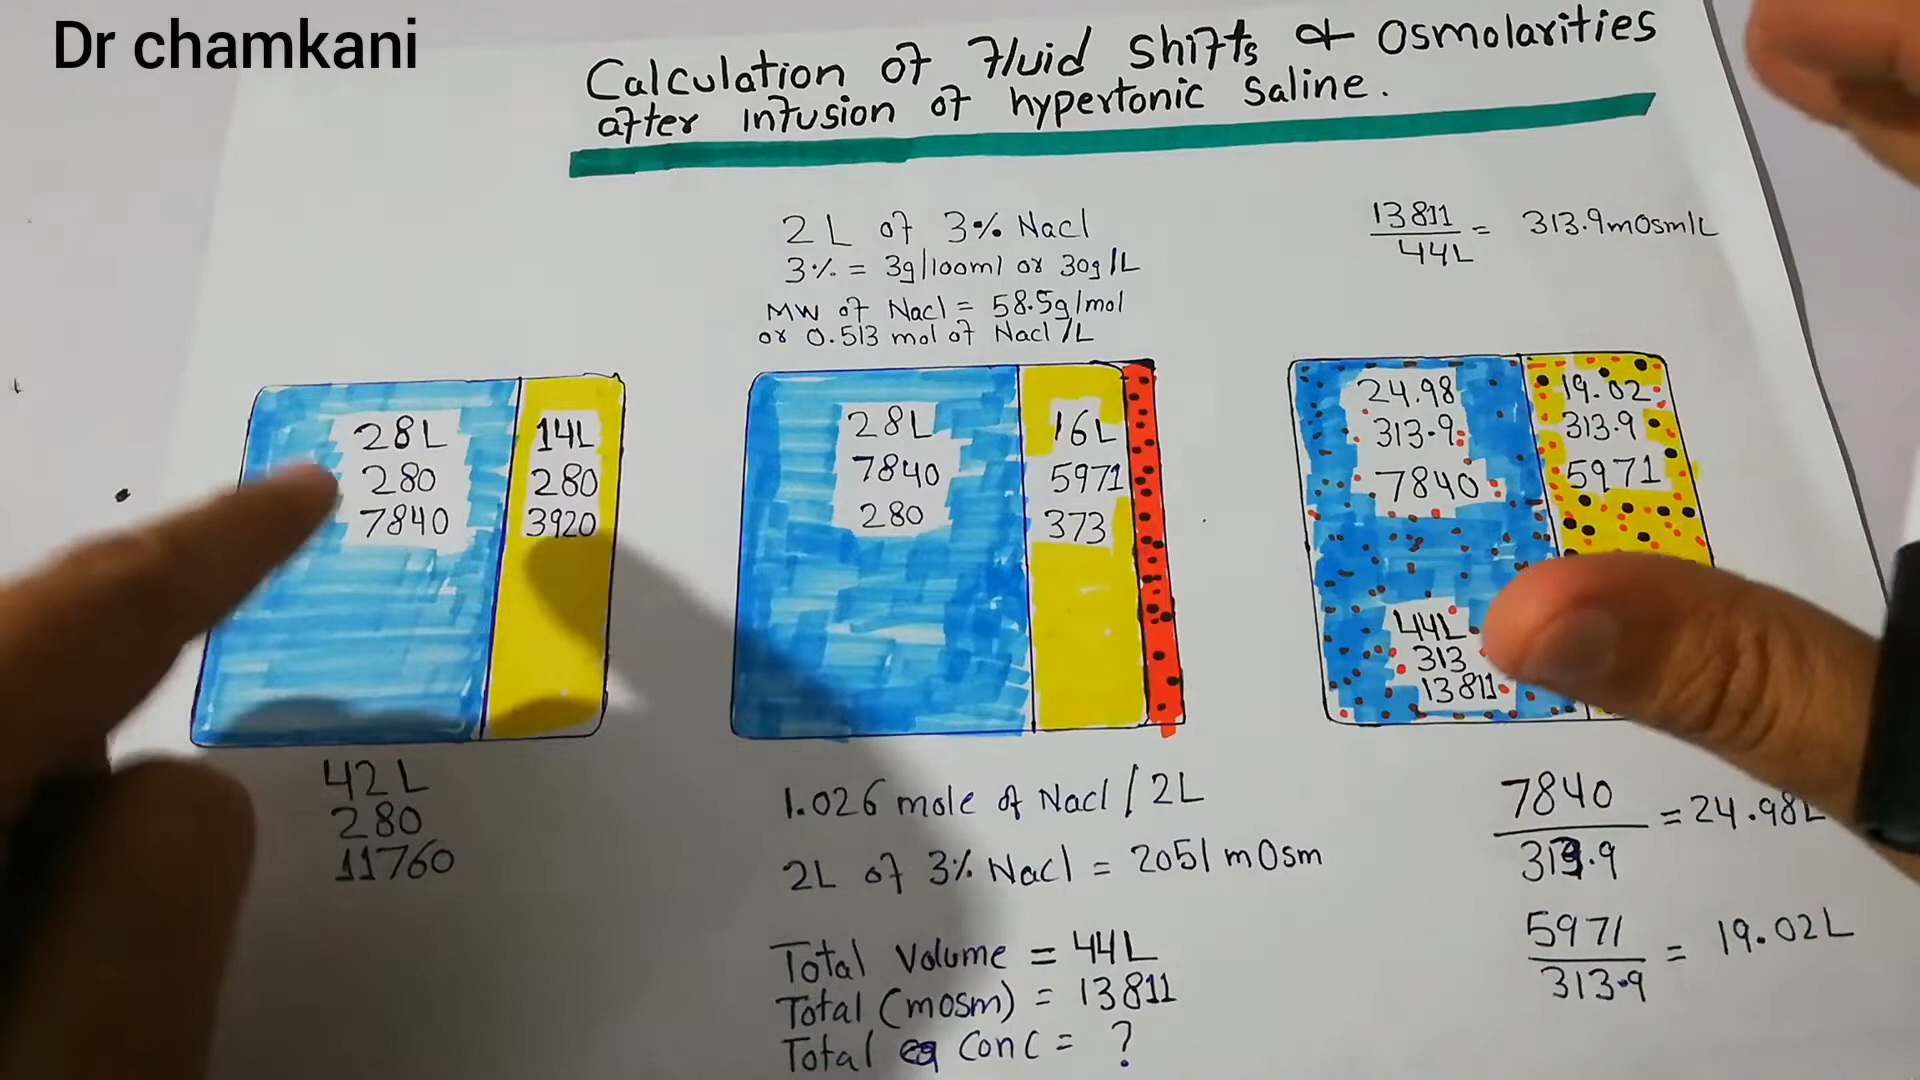 Dr chamkani
Calculation of Fluid Shifts & Osmolarities
after infusion of hypertonic Saline.
2 L of 3% Nacl
3% = 3g/100ml or 30g/L
MW of Nacl = 58.5g/mol
or 0.513 mol of Nacl/L
13811/44L = 313.9mOsm/L
28L
280
7840
14L
280
3920
42 L
280
11760
28L
7840
280
16L
5971
373
1.026 mole of Nacl / 2L
2L of 3% Nacl = 2051 mOsm
Total Volume = 44L
Total (mosm) = 13811
Total Conc = ?
24.98
313.9
7840
19.02
313.9
5971
44L
313
13811
7840/313.9 = 24.98L
5971/313.9 = 19.02L